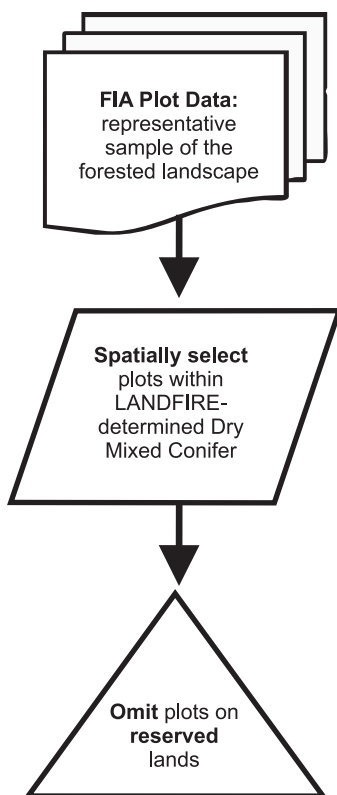 FIA Plot Data:
representative
sample of the
forested landscape
Spatially select
plots within
LANDFIRE-
determined Dry
Mixed Conifer
Omit plots on
reserved
lands